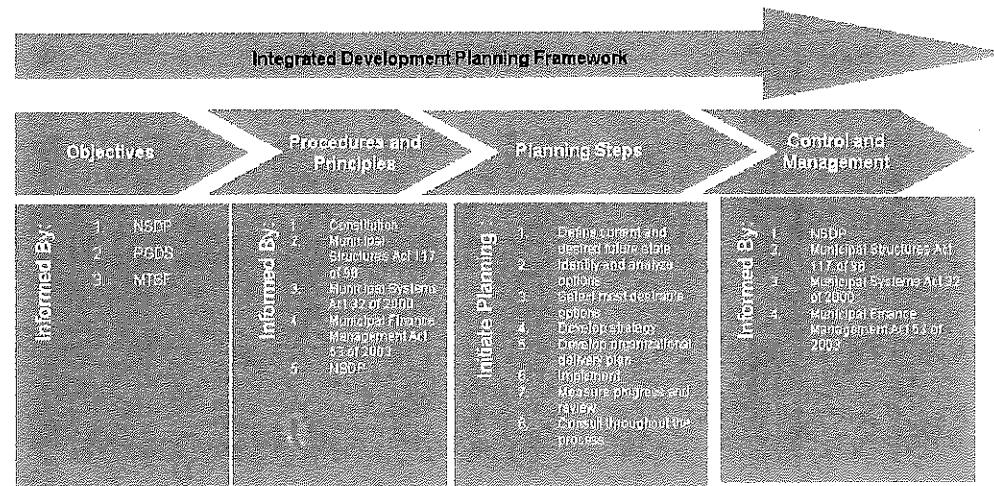 Integrated Development Planning Framework
Objectives
Procedures and
Principles
Planning Steps
Control and
Management
Informed By:
1. NSDP
2. PGDS
3. MTSF
Informed By:
1. Constitution
2. Municipal
Structures Act 117
of 98
3. Municipal Systems
Act 32 of 2000
4. Municipal Finance
Management Act
53 of 2003
5. NSDP
Initiate Planning
1. Define current and
desired future state
2. Identify and analyze
options
3. Select most desirable
options
4. Develop strategy
5. Develop organizational
delivery plan
6. Implement
7. Measure progress and
review
8. Consult throughout the
process
Informed By:
1. NSDP
2. Municipal Structures Act
117 of 98
3. Municipal Systems Act 32
of 2000
4. Municipal Finance
Management Act 53 of
2003